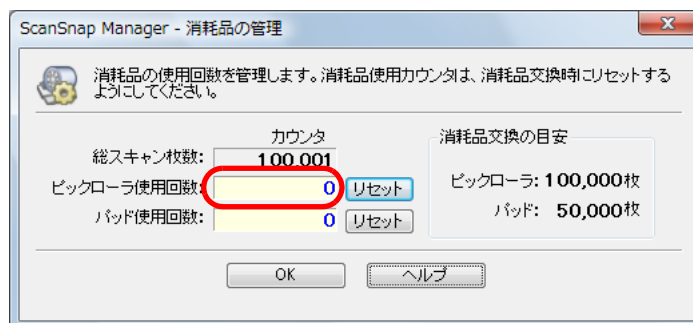 ScanSnap Manager - 消耗品の管理
消耗品の使用回数を管理します。消耗品使用カウンタは、消耗品交換時にリセットする
ようにしてください。
カウンタ
総スキャン枚数: 100,001
ピックローラ使用回数: 0 リセット
パッド使用回数: 0 リセット
消耗品交換の目安
ピックローラ: 100,000枚
パッド: 50,000枚
OK ヘルプ